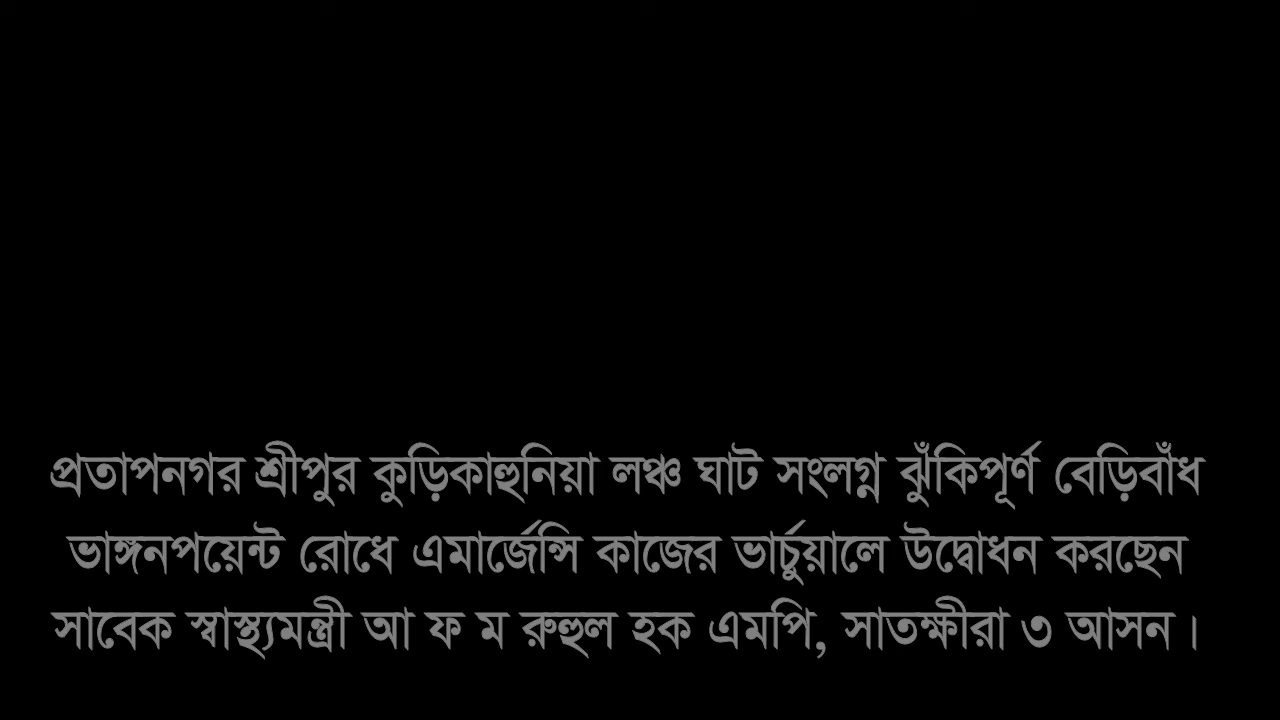 প্রতাপনগর শ্রীপুর কুড়িকাহুনিয়া লঞ্চ ঘাট সংলগ্ন ঝুঁকিপূর্ণ বেড়িবাঁধ
ভাঙ্গনপয়েন্ট রোধে এমার্জেন্সি কাজের ভার্চুয়ালে উদ্বোধন করছেন
সাবেক স্বাস্থ্যমন্ত্রী আ ফ ম রুহুল হক এমপি, সাতক্ষীরা ৩ আসন।